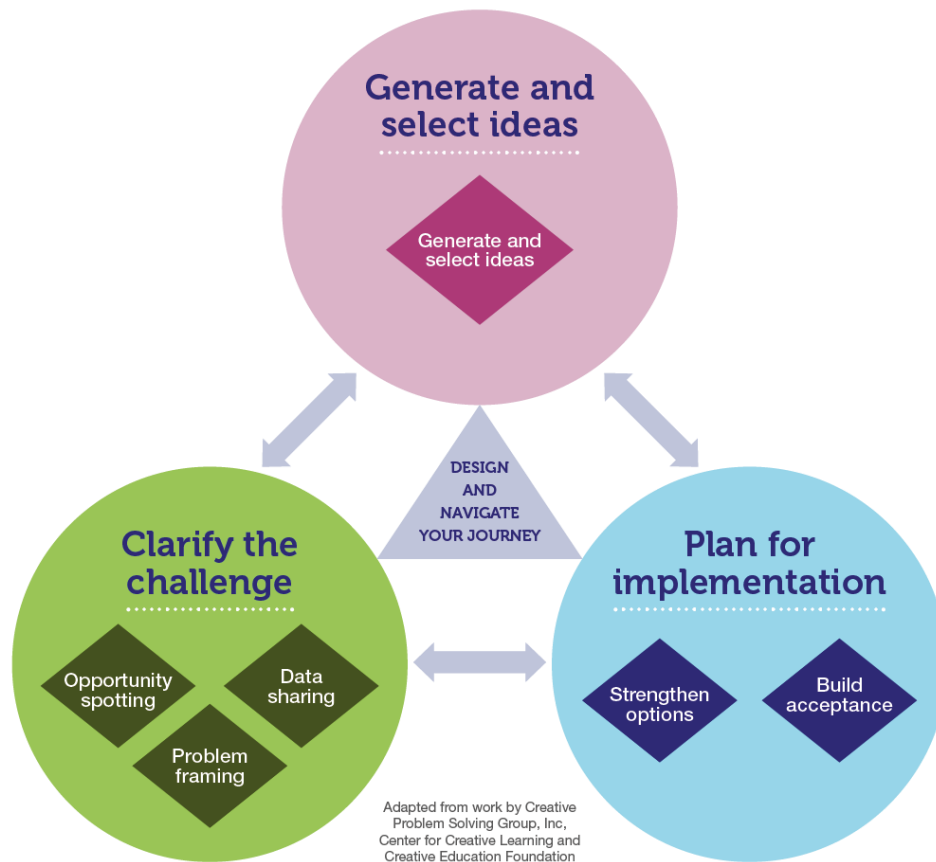 Generate and
select ideas
Generate and
select ideas
DESIGN
AND
NAVIGATE
YOUR JOURNEY
Clarify the
challenge
Opportunity
spotting
Data
sharing
Problem
framing
Plan for
implementation
Strengthen
options
Build
acceptance
Adapted from work by Creative
Problem Solving Group, Inc,
Center for Creative Learning and
Creative Education Foundation